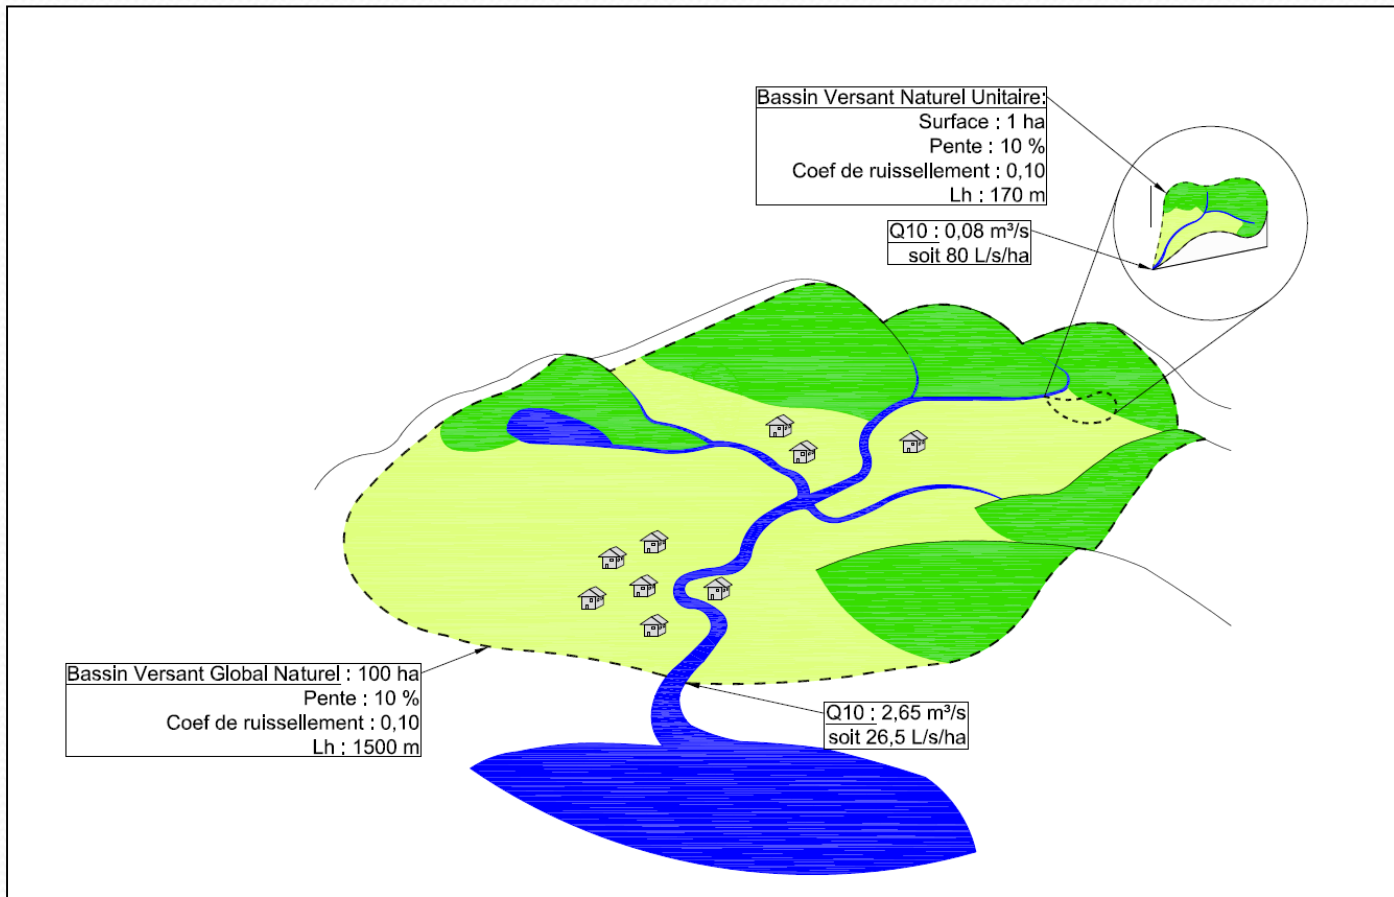 Bassin Versant Naturel Unitaire:
Surface : 1 ha
Pente : 10 %
Coef de ruissellement : 0,10
Lh : 170 m
Q10 : 0,08 m³/s
soit 80 L/s/ha
Bassin Versant Global Naturel : 100 ha
Pente : 10 %
Coef de ruissellement : 0,10
Lh : 1500 m
Q10 : 2,65 m³/s
soit 26,5 L/s/ha